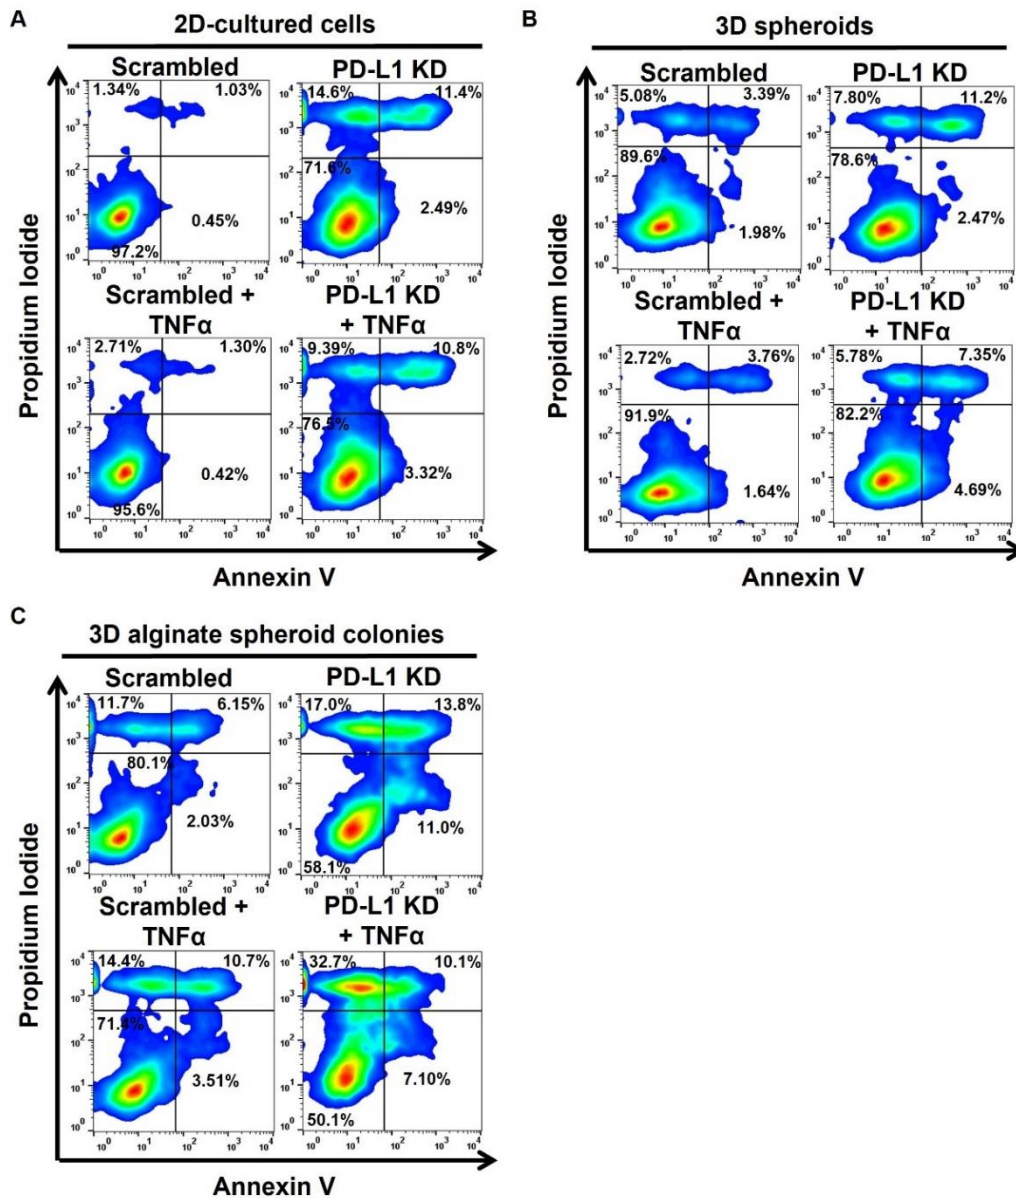 A
2D-cultured cells
Scrambled
PD-L1 KD
1.34%
1.03%
97.2%
0.45%
14.6%
11.4%
71.6%
2.49%
Scrambled +
TNFα
PD-L1 KD
+ TNFα
2.71%
1.30%
95.6%
0.42%
9.39%
10.8%
76.5%
3.32%
Propidium Iodide
Annexin V
B
3D spheroids
Scrambled
PD-L1 KD
5.08%
3.39%
89.6%
1.98%
7.80%
11.2%
78.6%
2.47%
Scrambled +
TNFα
PD-L1 KD
+ TNFα
2.72%
3.76%
91.9%
1.64%
5.78%
7.35%
82.2%
4.69%
Propidium Iodide
Annexin V
C
3D alginate spheroid colonies
Scrambled
PD-L1 KD
11.7%
6.15%
80.1%
2.03%
17.0%
13.8%
58.1%
11.0%
Scrambled +
TNFα
PD-L1 KD
+ TNFα
14.4%
10.7%
71.4%
3.51%
32.7%
10.1%
50.1%
7.10%
Propidium Iodide
Annexin V